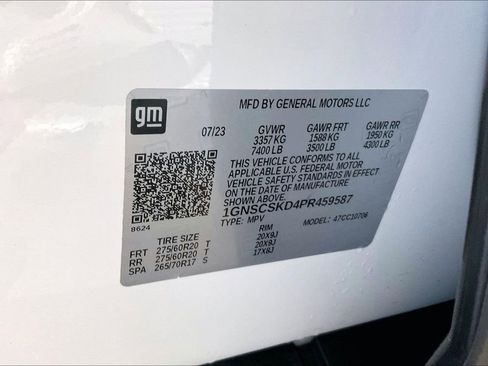 gm
MFD BY GENERAL MOTORS LLC
07/23 GVWR GAWR FRT GAWR RR
3357 KG 1588 KG 1950 KG
7400 LB 3500 LB 4300 LB
THIS VEHICLE CONFORMS TO ALL
APPLICABLE U.S. FEDERAL MOTOR
VEHICLE SAFETY STANDARDS IN EFFECT
ON THE DATE OF MANUFACTURE
1GNSCSKD4PR459587
8624
TYPE: MPV MODEL: 47CC10706
TIRE SIZE RIM
FRT 275/60R20 T 20X9J
RR 275/60R20 T 20X9J
SPA 265/70R17 S 17X8J